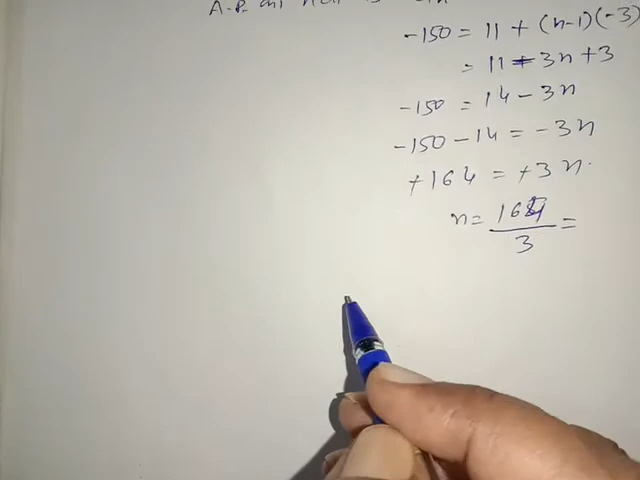 A.P.
-150 = 11 + (n-1)(-3)
= 11 - 3n + 3
-150 = 14 - 3n
-150 - 14 = -3n
+164 = +3n.
n = 164/3 =